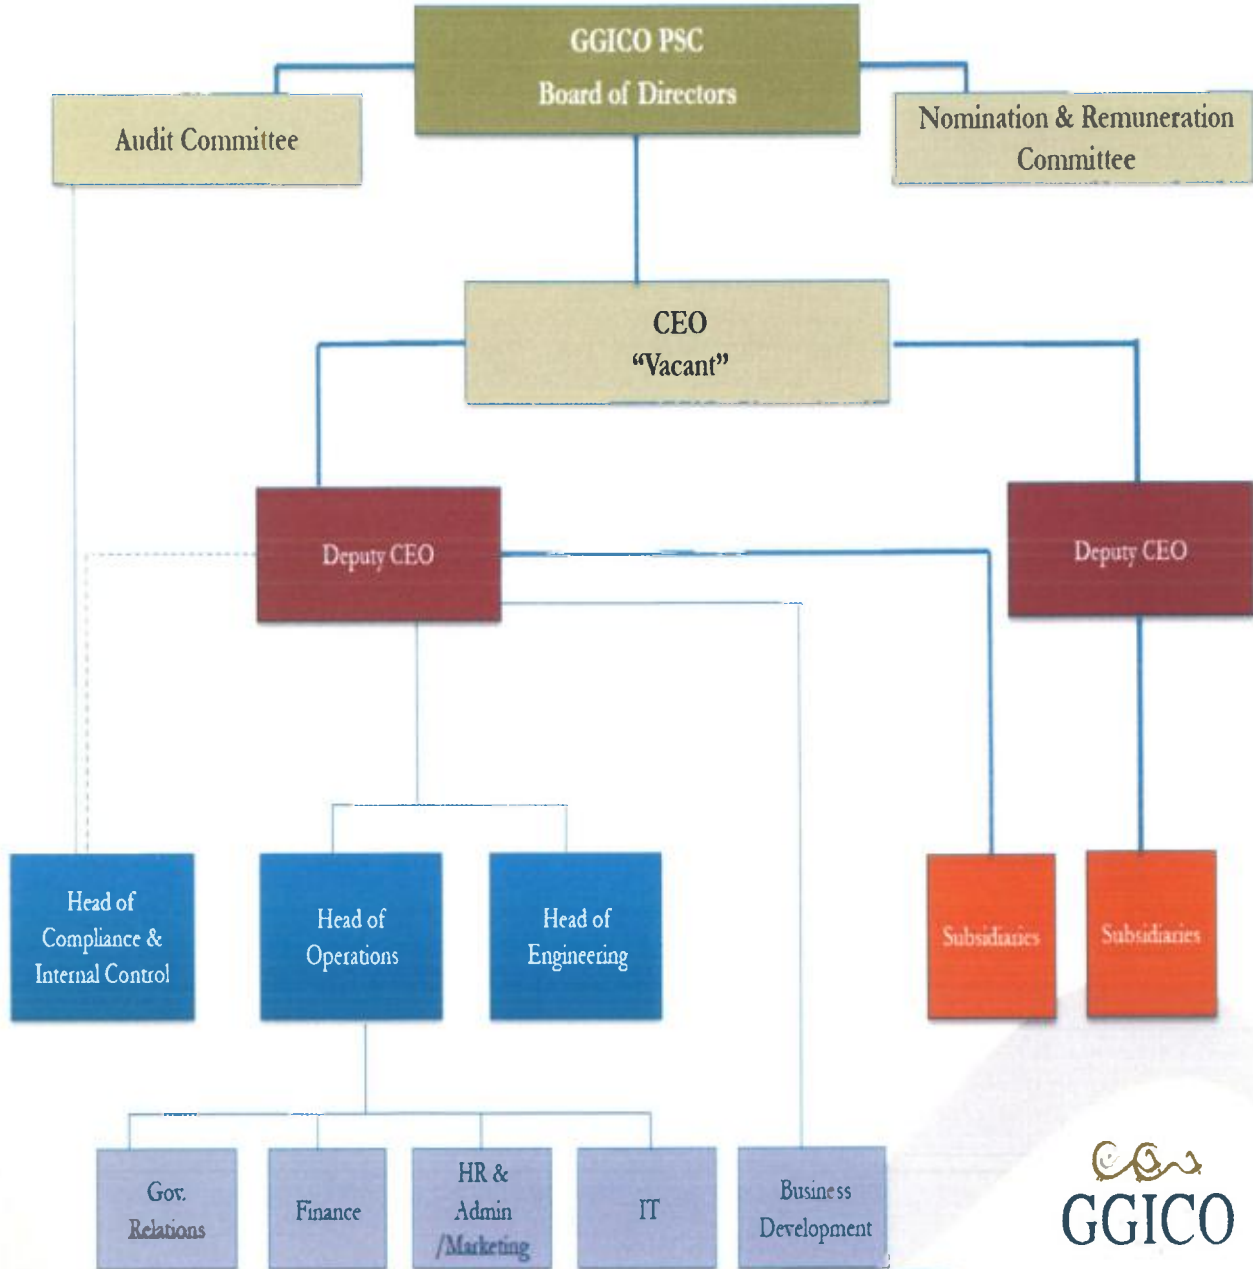 GGICO PSC
Board of Directors
Audit Committee
Nomination & Remuneration
Committee
CEO
“Vacant”
Deputy CEO
Deputy CEO
Head of
Compliance &
Internal Control
Head of
Operations
Head of
Engineering
Subsidiaries
Subsidiaries
Gov.
Relations
Finance
HR &
Admin
/Marketing
IT
Business
Development
GGICO